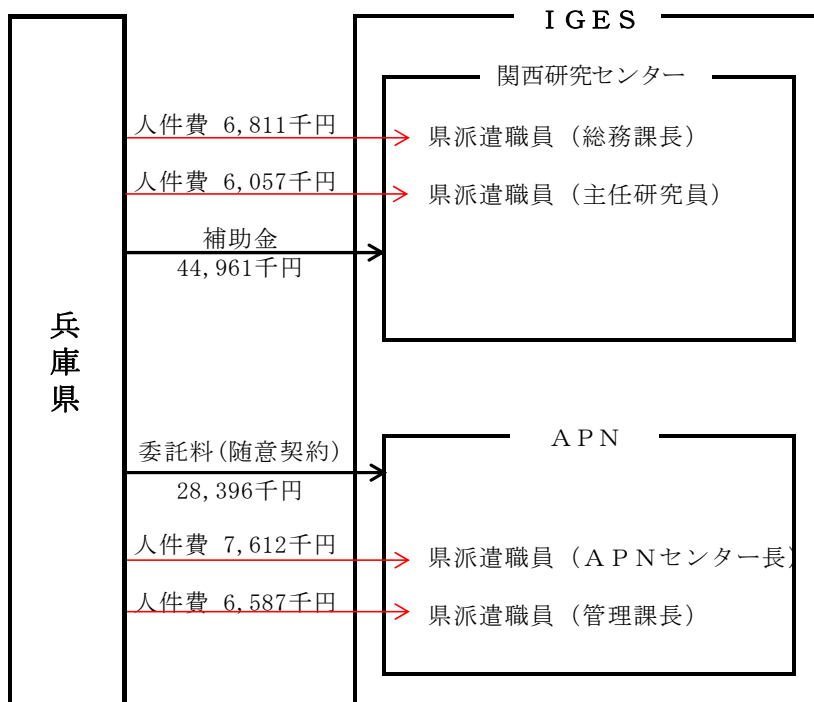 ＩＧＥＳ
関西研究センター
人件費 6,811千円
県派遣職員（総務課長）
人件費 6,057千円
県派遣職員（主任研究員）
補助金
44,961千円
兵庫県
ＡＰＮ
委託料(随意契約)
28,396千円
人件費 7,612千円
県派遣職員（ＡＰＮセンター長）
人件費 6,587千円
県派遣職員（管理課長）